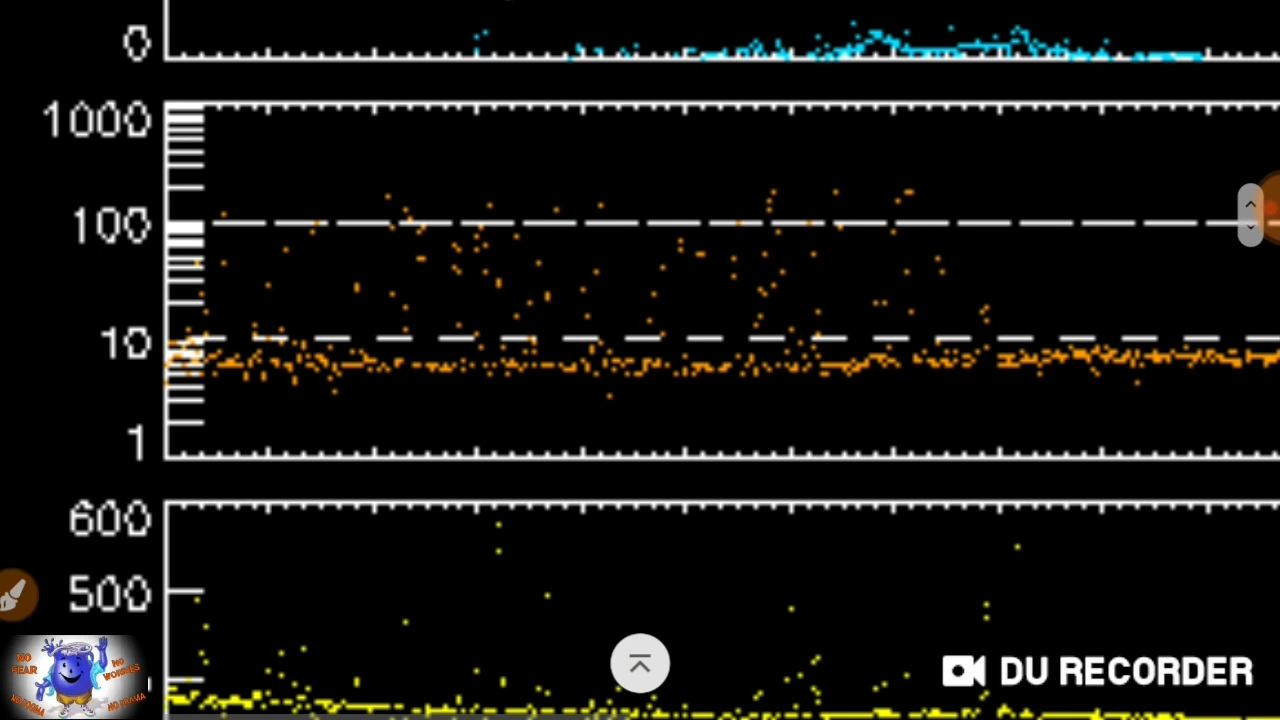 0
1000
100
10
1
600
500
NO FEAR
NO WORRIES
NO DRAMA
DU RECORDER